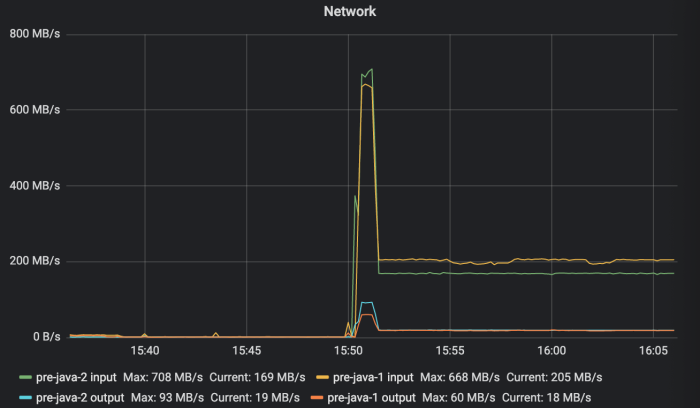 Network
800 MB/s
600 MB/s
400 MB/s
200 MB/s
0 B/s
15:40 15:45 15:50 15:55 16:00 16:05
pre-java-2 input Max: 708 MB/s Current: 169 MB/s pre-java-1 input Max: 668 MB/s Current: 205 MB/s
pre-java-2 output Max: 93 MB/s Current: 19 MB/s pre-java-1 output Max: 60 MB/s Current: 18 MB/s